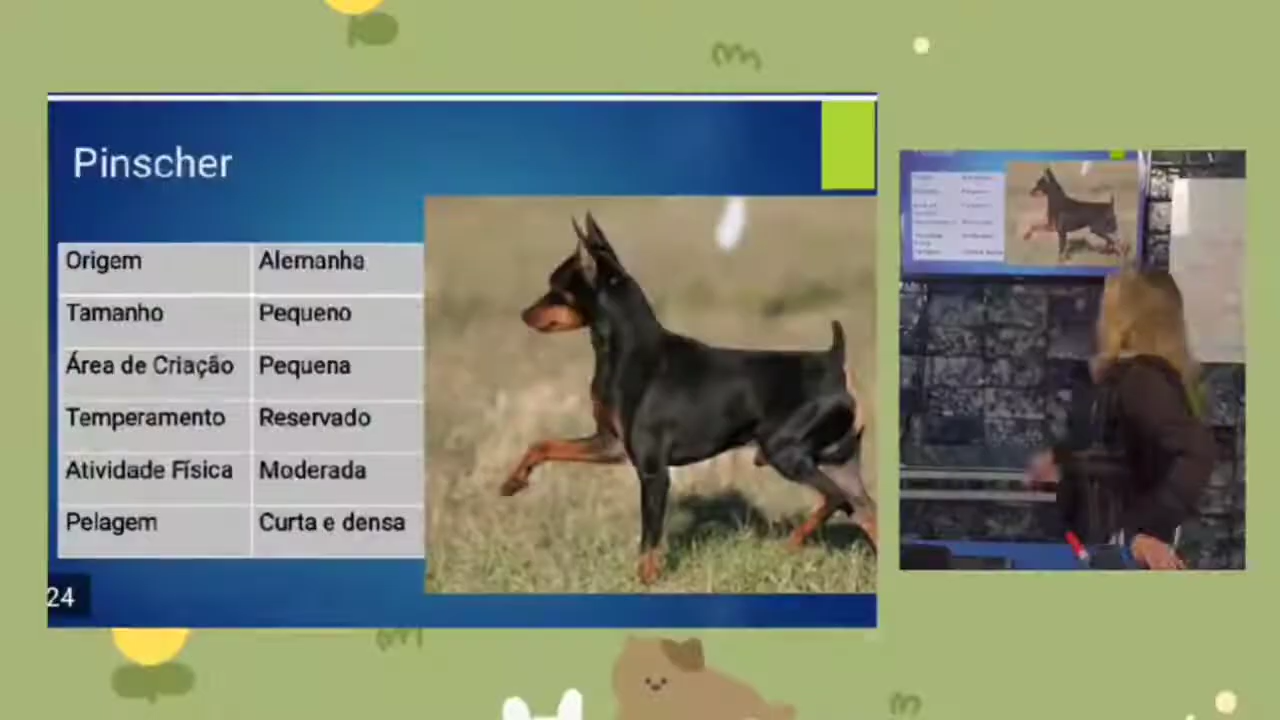 Pinscher
Origem Alemanha
Tamanho Pequeno
Área de Criação Pequena
Temperamento Reservado
Atividade Física Moderada
Pelagem Curta e densa
24